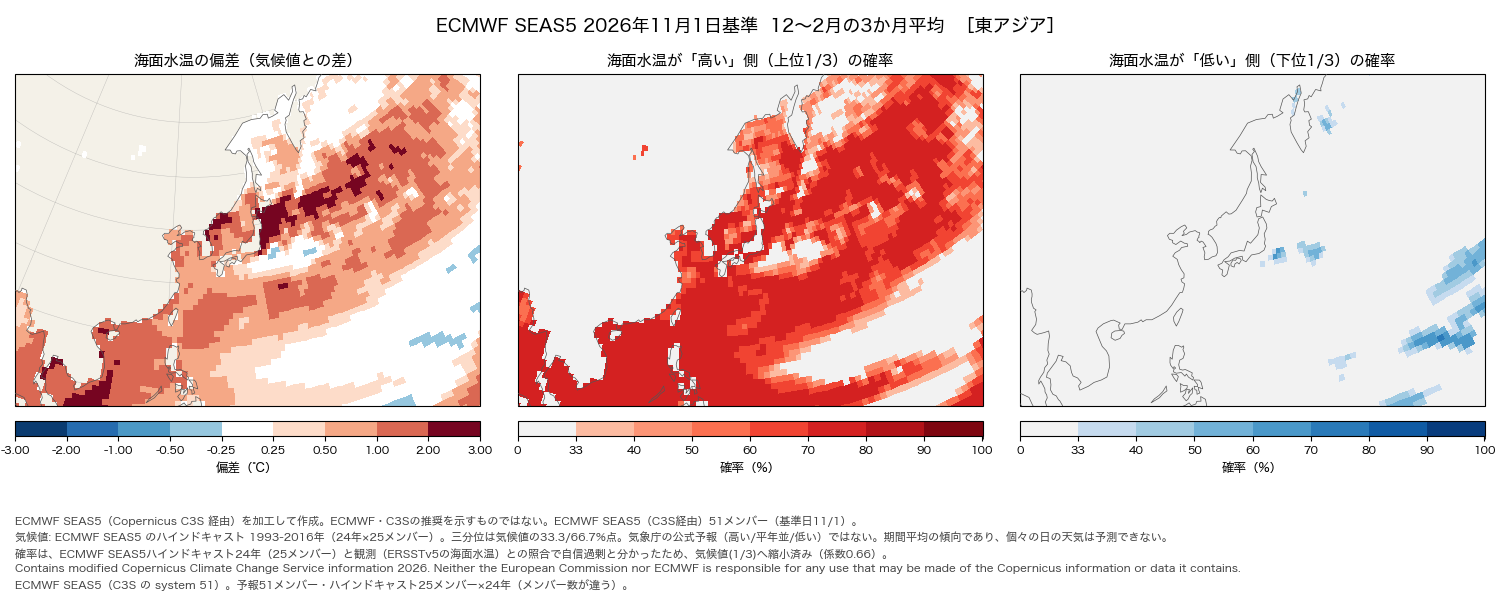 ECMWF SEAS5 2026年11月1日基準 12～2月の3か月平均 ［東アジア］
海面水温の偏差（気候値との差）
海面水温が「高い」側（上位1/3）の確率
海面水温が「低い」側（下位1/3）の確率
-3.00 -2.00 -1.00 -0.50 -0.25 0.25 0.50 1.00 2.00 3.00
偏差（℃）
0 33 40 50 60 70 80 90 100
確率（%）
0 33 40 50 60 70 80 90 100
確率（%）
ECMWF SEAS5（Copernicus C3S 経由）を加工して作成。ECMWF・C3Sの推奨を示すものではない。ECMWF SEAS5（C3S経由）51メンバー（基準日11/1）。
気候値: ECMWF SEAS5 のハインドキャスト 1993-2016年（24年×25メンバー）。三分位は気候値の33.3/66.7%点。気象庁の公式予報（高い/平年並/低い）ではない。期間平均の傾向であり、個々の日の天気は予測できない。
確率は、ECMWF SEAS5ハインドキャスト24年（25メンバー）と観測（ERSSTv5の海面水温）との照合で自信過剰と分かったため、気候値(1/3)へ縮小済み（係数0.66）。
Contains modified Copernicus Climate Change Service information 2026. Neither the European Commission nor ECMWF is responsible for any use that may be made of the Copernicus information or data it contains.
ECMWF SEAS5（C3S の system 51）。予報51メンバー・ハインドキャスト25メンバー×24年（メンバー数が違う）。